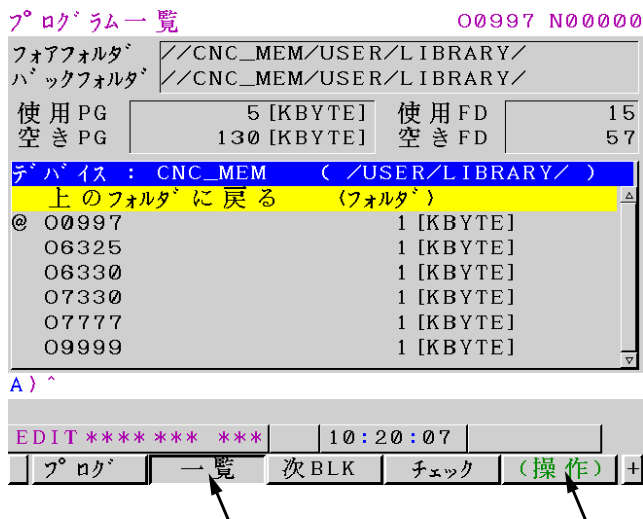 プログラム一覧 O0997 N00000
フォアフォルダ //CNC_MEM/USER/LIBRARY/
バックフォルダ //CNC_MEM/USER/LIBRARY/
使用PG 5[KBYTE] 使用FD 15
空きPG 130[KBYTE] 空きFD 57
デバイス : CNC_MEM ( /USER/LIBRARY/ )
上のフォルダに戻る (フォルダ)
@ O0997 1[KBYTE]
O6325 1[KBYTE]
O6330 1[KBYTE]
O7330 1[KBYTE]
O7777 1[KBYTE]
O9999 1[KBYTE]
A)^
EDIT **** *** *** 10:20:07
プログ 一覧 次BLK チェック (操作) +